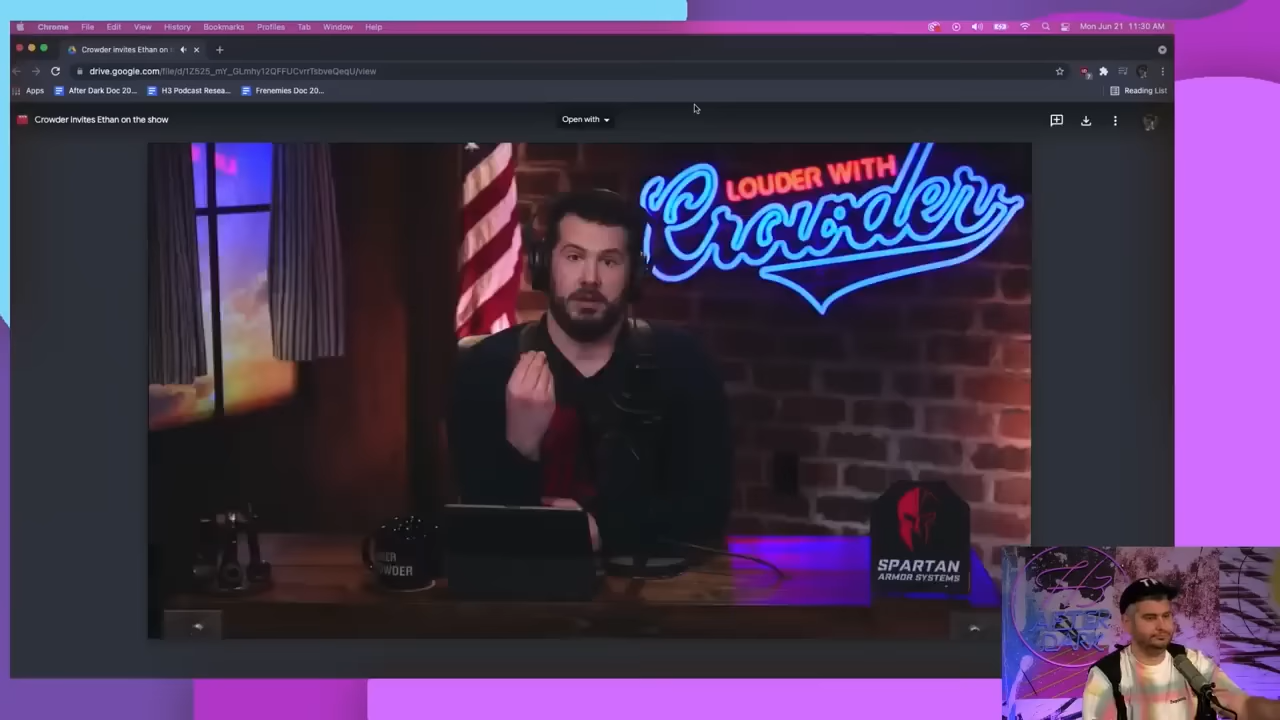 Chrome File Edit View History Bookmarks Profiles Tab Window Help Mon Jun 21 11:30 AM
Crowder invites Ethan on
drive.google.com/file/d/1Z525_mY_GLmhy12QFFUCvrrTsbveQeqU/view
Apps After Dark Doc 20... H3 Podcast Resea... Frenemies Doc 20... Reading List
Crowder Invites Ethan on the show Open with
LOUDER WITH
Crowder
SPARTAN
ARMOR SYSTEMS
AFTER
DARK